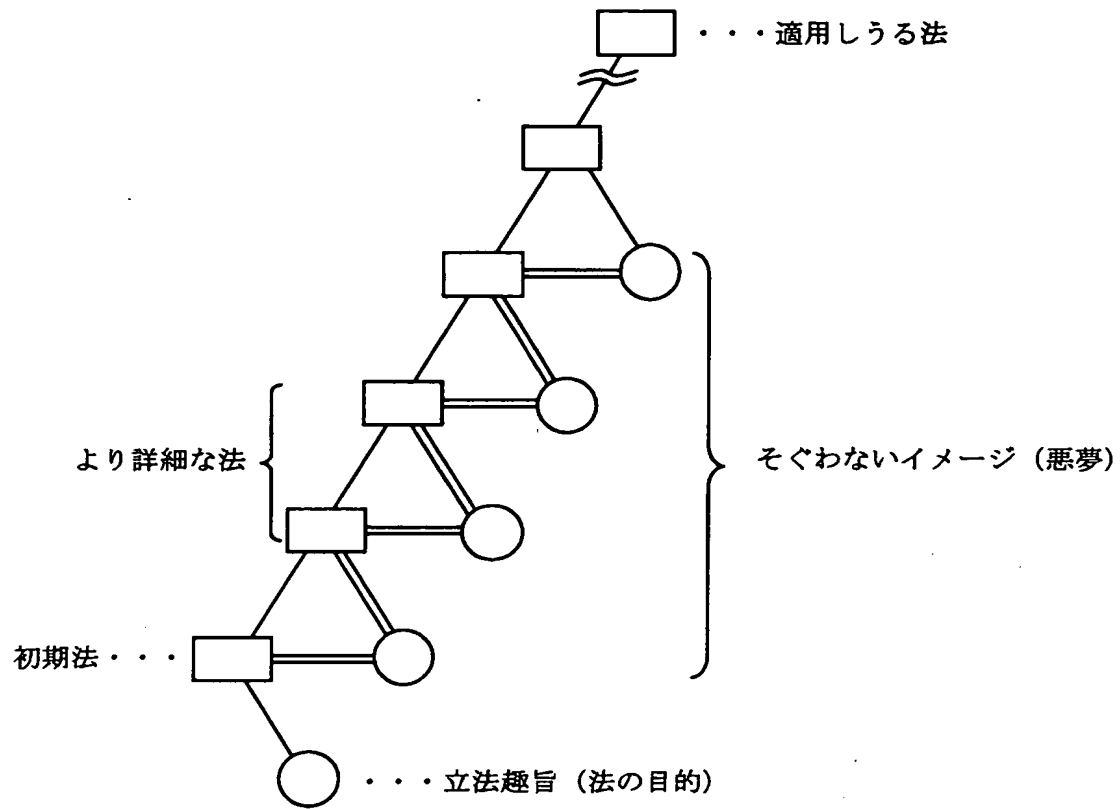 ・・・適用しうる法
より詳細な法
そぐわないイメージ（悪夢）
初期法・・・
・・・立法趣旨（法の目的）